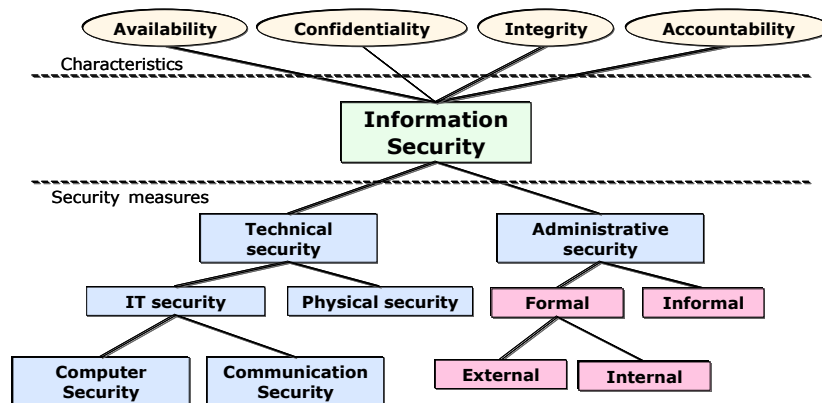 Availability
Confidentiality
Integrity
Accountability
Characteristics
Information
Security
Security measures
Technical
security
Administrative
security
IT security
Physical security
Formal
Informal
Computer
Security
Communication
Security
External
Internal